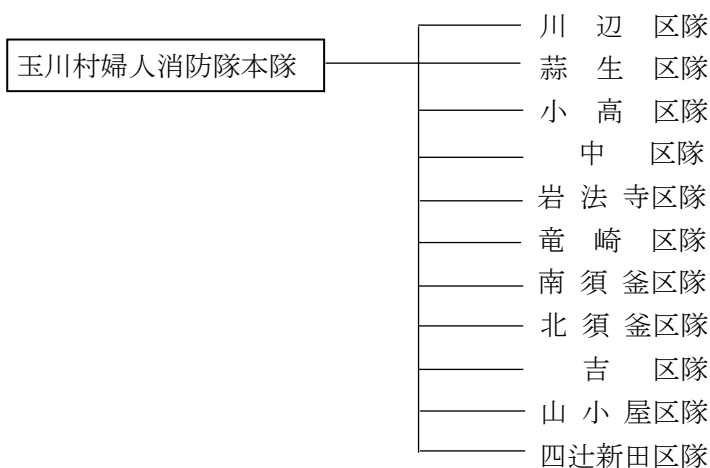 玉川村婦人消防隊本隊
川辺区隊
蒜生区隊
小高区隊
中区隊
岩法寺区隊
竜崎区隊
南須釜区隊
北須釜区隊
吉区隊
山小屋区隊
四辻新田区隊